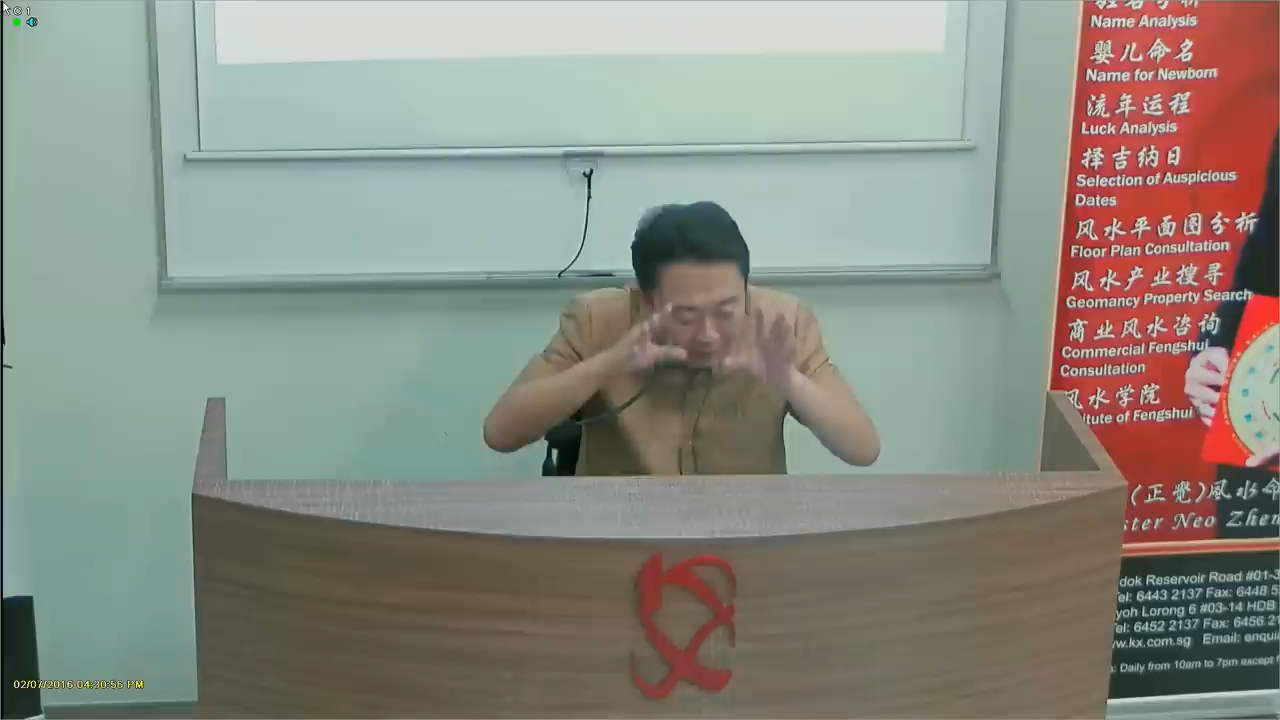 C 1
姓名分析
Name Analysis
婴儿命名
Name for Newborn
流年运程
Luck Analysis
择吉纳日
Selection of Auspicious
Dates
风水平面图分析
Floor Plan Consultation
风水产业搜寻
Geomancy Property Search
商业风水咨询
Commercial Fengshui
Consultation
风水学院
itute of Fengshui
(正覺)風水命
ster Neo Zhen
dok Reservoir Road #01-3
el: 6443 2137 Fax: 6448 5
yoh Lorong 6 #03-14 HDB
el: 6452 2137 Fax: 6456 21
w.kx.com.sg Email: enqui
: Daily from 10am to 7pm except
02/07/2016 04:30:56 PM